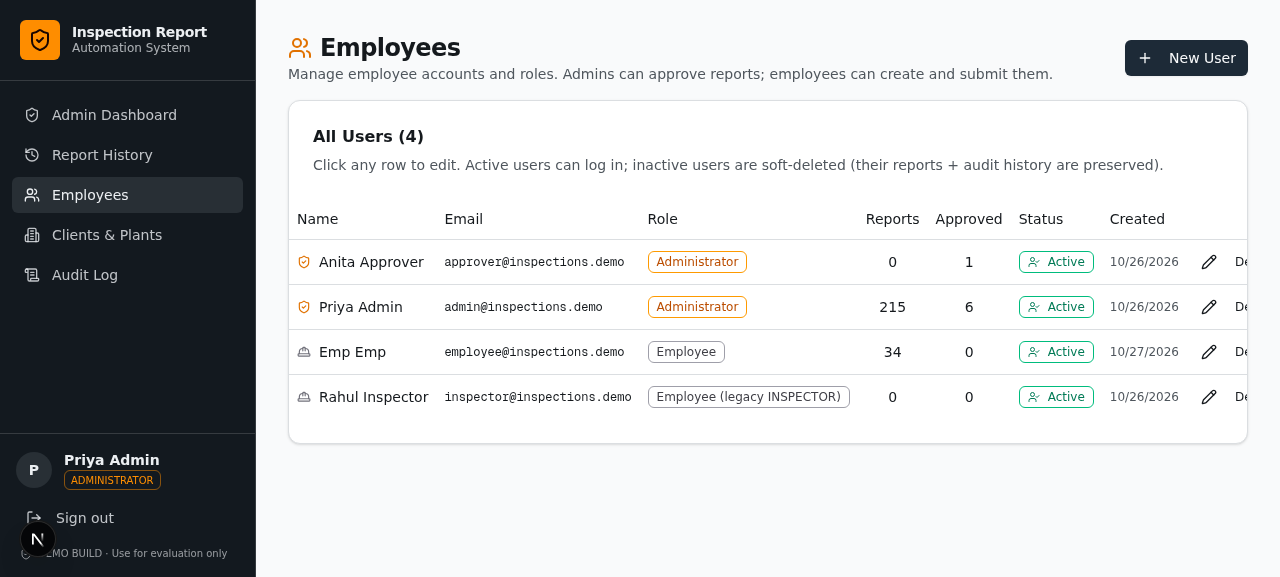 Inspection Report
Automation System
Admin Dashboard
Report History
Employees
Clients & Plants
Audit Log
Priya Admin
P
ADMINISTRATOR
Sign out
N
EMO BUILD · Use for evaluation only
Employees
Manage employee accounts and roles. Admins can approve reports; employees can create and submit them.
New User
All Users (4)
Click any row to edit. Active users can log in; inactive users are soft-deleted (their reports + audit history are preserved).
Name Email Role Reports Approved Status Created
Anita Approver approver@inspections.demo Administrator 0 1 Active 10/26/2026 De
Priya Admin admin@inspections.demo Administrator 215 6 Active 10/26/2026 De
Emp Emp employee@inspections.demo Employee 34 0 Active 10/27/2026 De
Rahul Inspector inspector@inspections.demo Employee (legacy INSPECTOR) 0 0 Active 10/26/2026 De